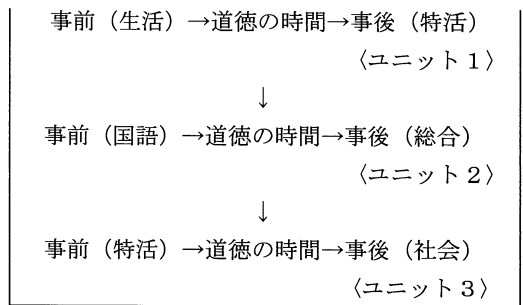 事前（生活）→道徳の時間→事後（特活）
〈ユニット１〉
↓
事前（国語）→道徳の時間→事後（総合）
〈ユニット２〉
↓
事前（特活）→道徳の時間→事後（社会）
〈ユニット３〉